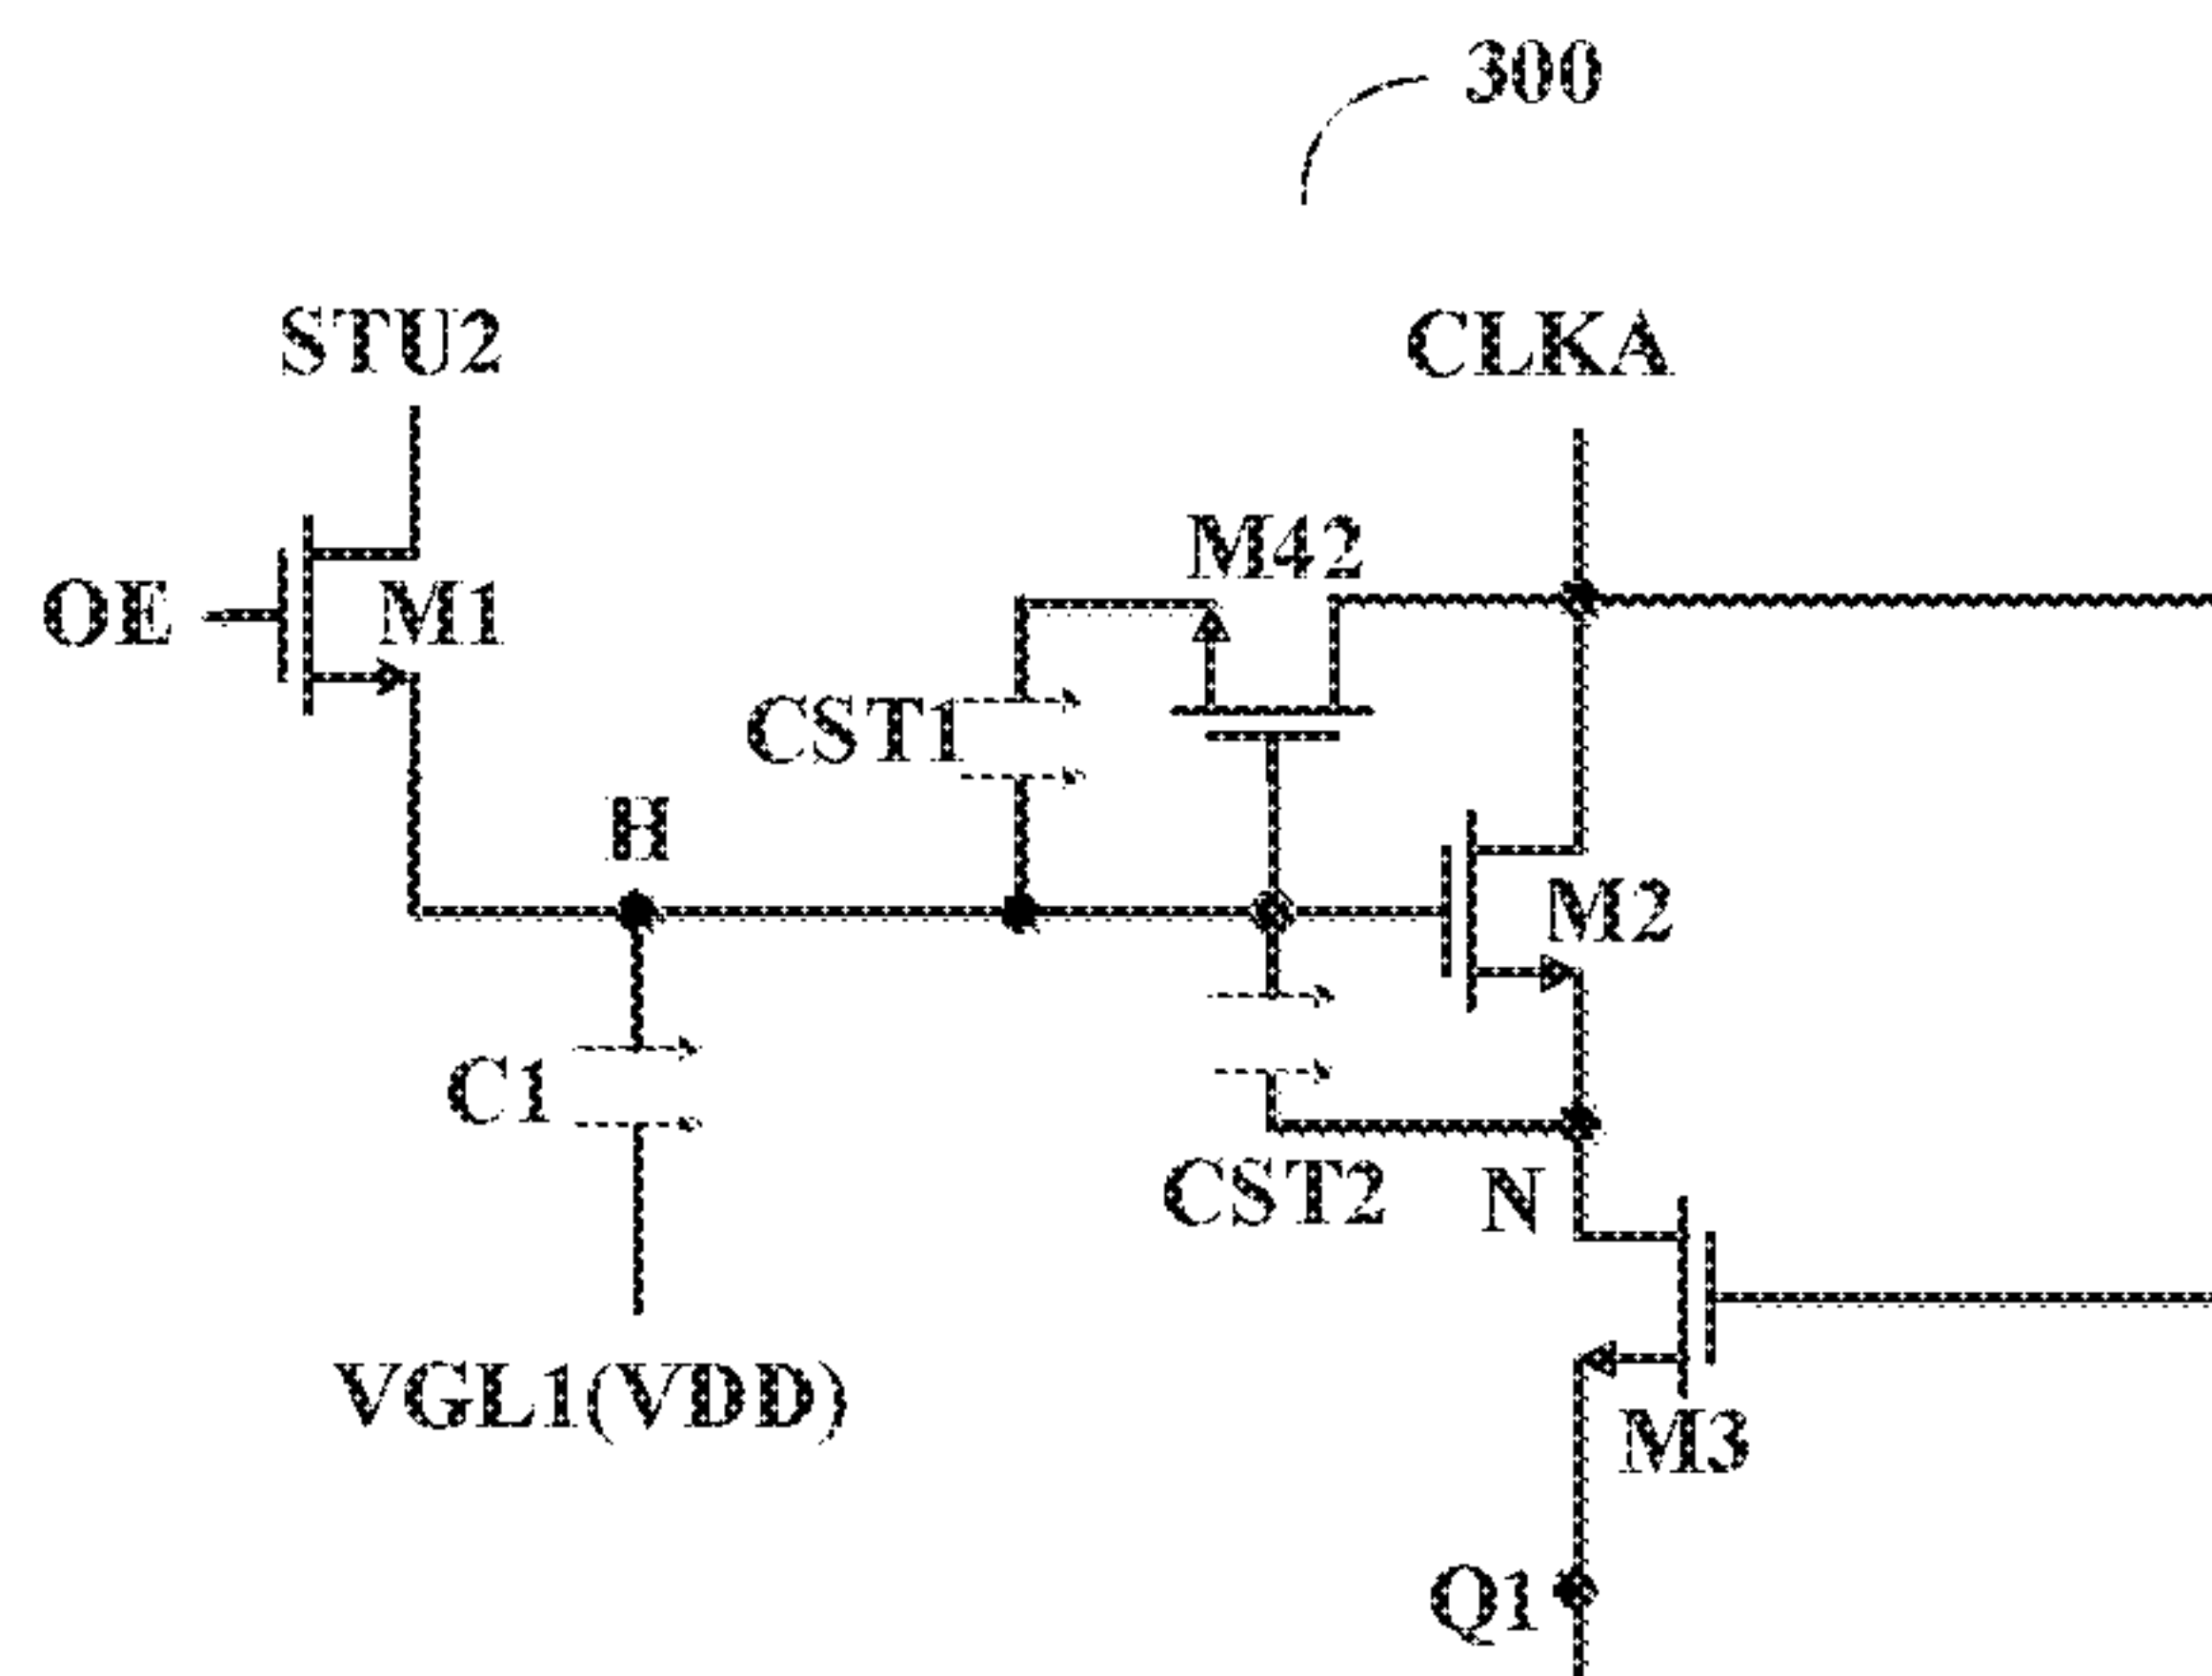 300
STU2
CLKA
M42
OE
M1
CST1
H
M2
C1
CST2
N
VGL1(VDD)
M3
Q1